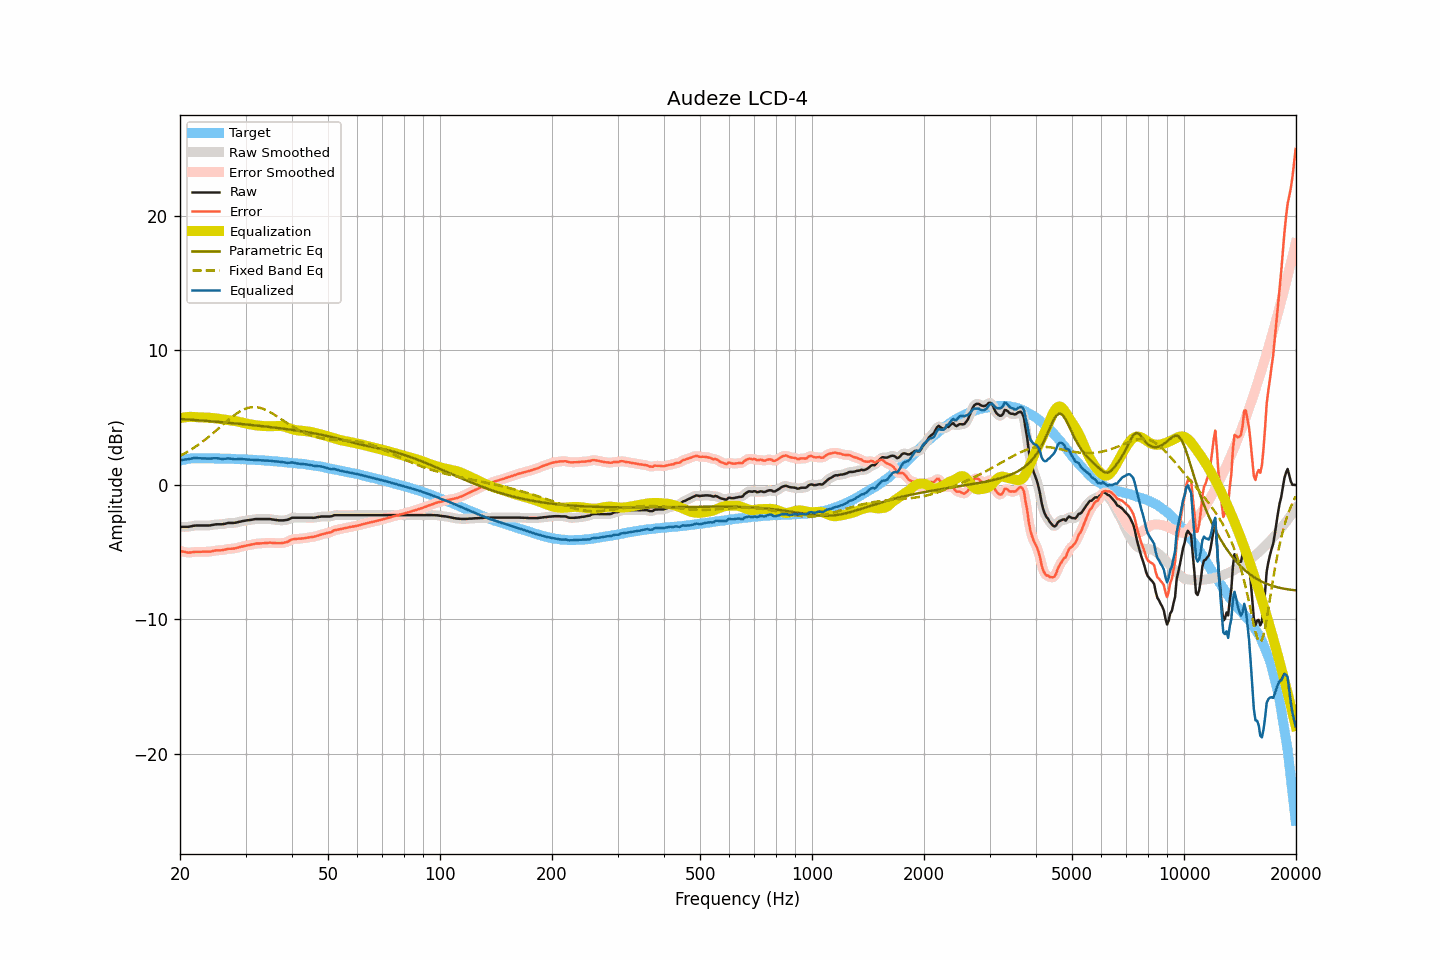 Audeze LCD-4
Target
Raw Smoothed
Error Smoothed
Raw
Error
Equalization
Parametric Eq
Fixed Band Eq
Equalized
20
10
0
−10
−20
Amplitude (dBr)
20 50 100 200 500 1000 2000 5000 10000 20000
Frequency (Hz)